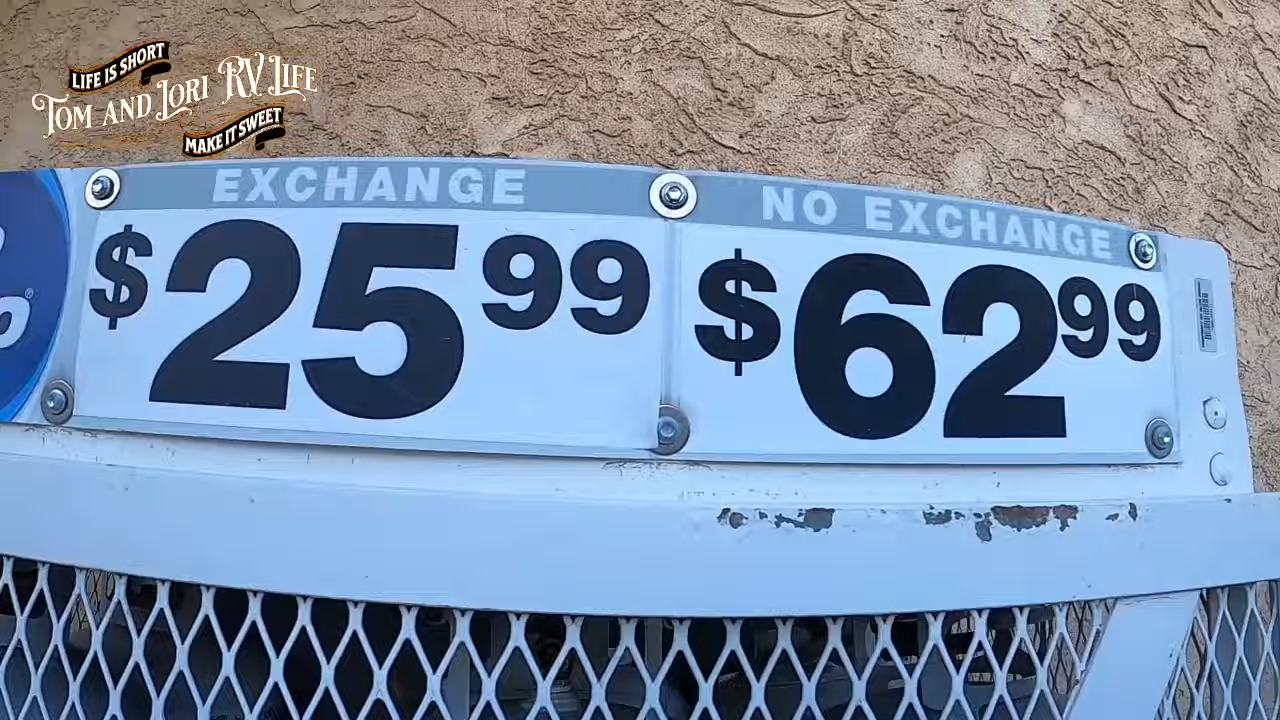 LIFE IS SHORT
TOM AND LORI RV LIFE
MAKE IT SWEET
EXCHANGE
NO EXCHANGE
$25 99
$62 99